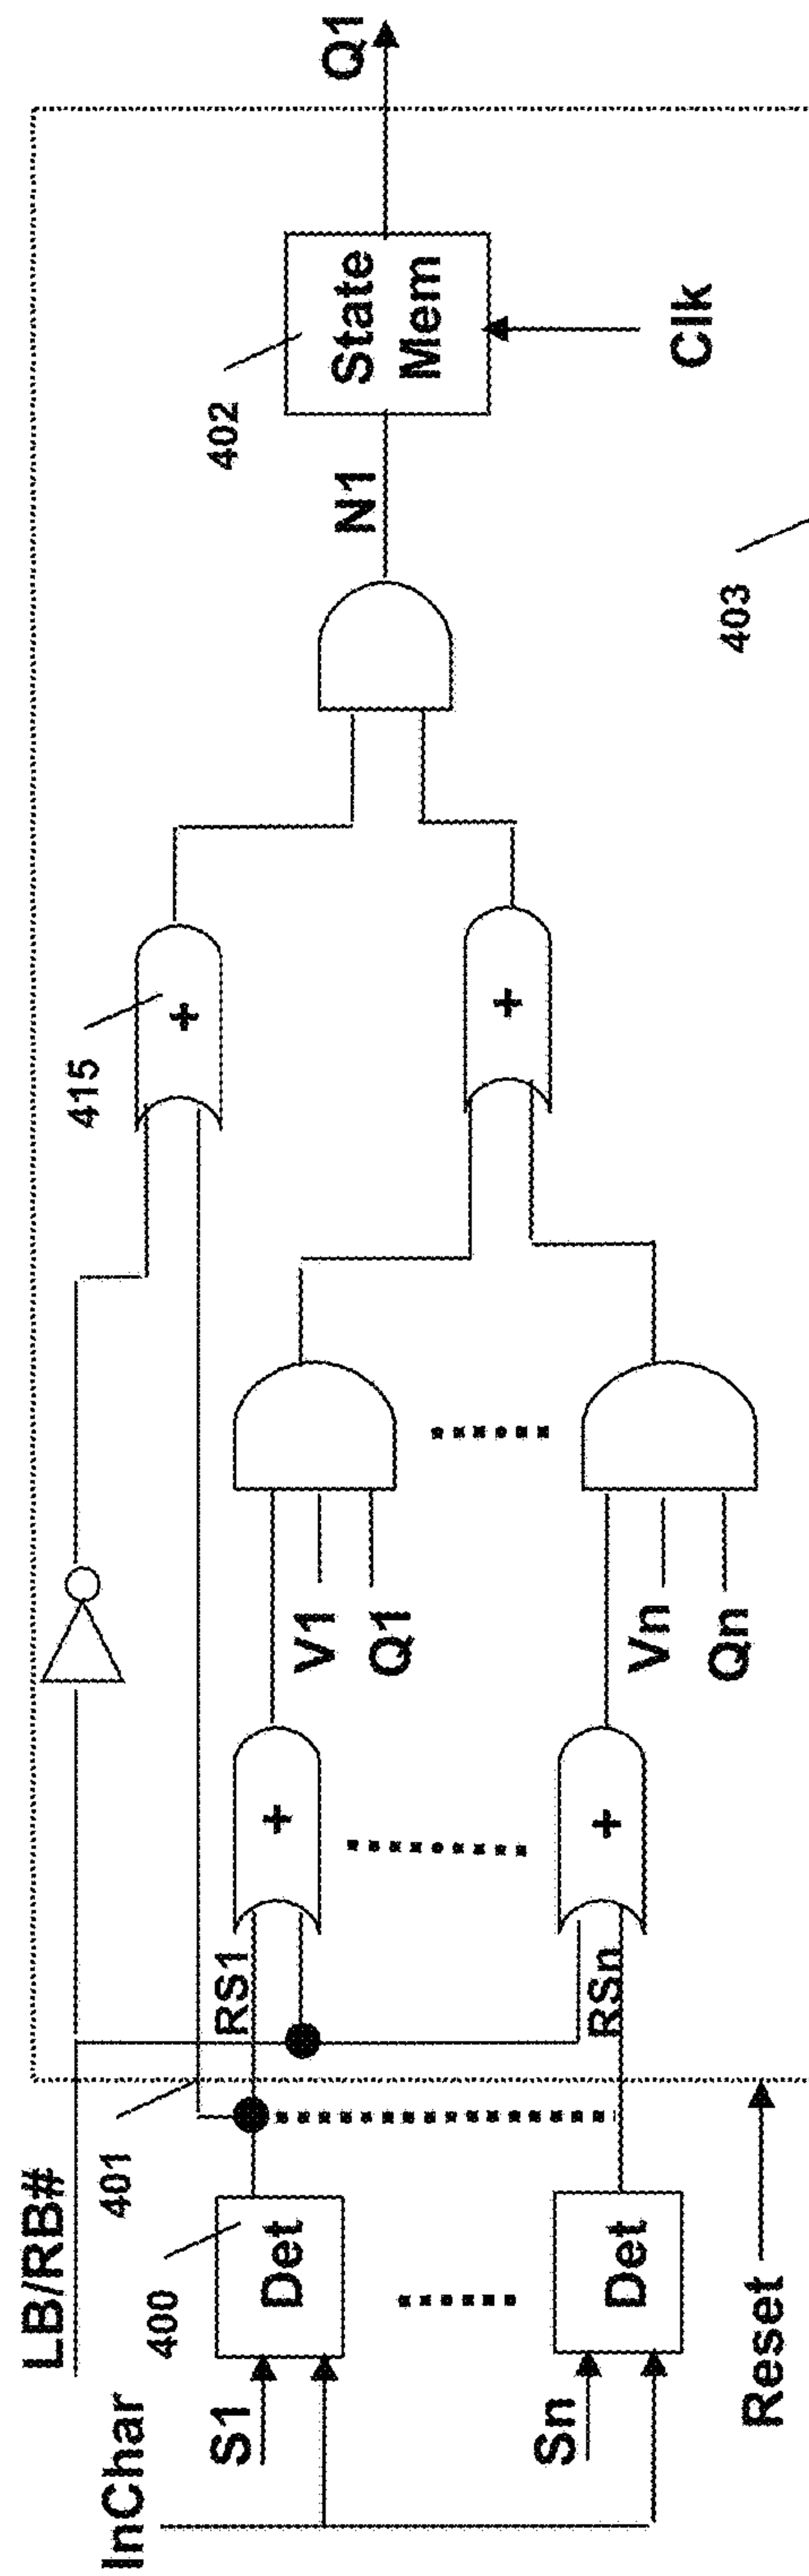 InChar
LB/RB#
S1
Det
400
401
RS1
+
V1
Q1
415
+
N1
402
State
Mem
Q1
Clk
403
Sn
Det
RSn
+
Vn
Qn
+
Reset